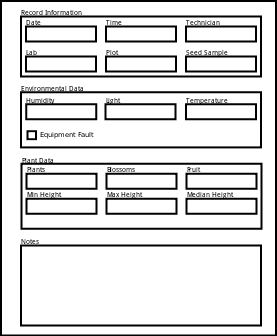 Record Information
Date Time Technician
Lab Plot Seed Sample
Environmental Data
Humidity Light Temperature
Equipment Fault
Plant Data
Plants Blossoms Fruit
Min Height Max Height Median Height
Notes